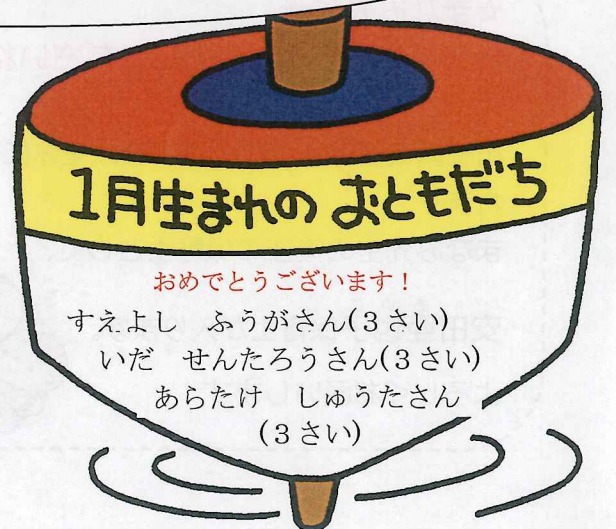 1月生まれの おともだち
おめでとうございます！
すえよし　ふうがさん(３さい)
いだ　せんたろうさん(３さい)
あらたけ　しゅうたさん
(３さい)